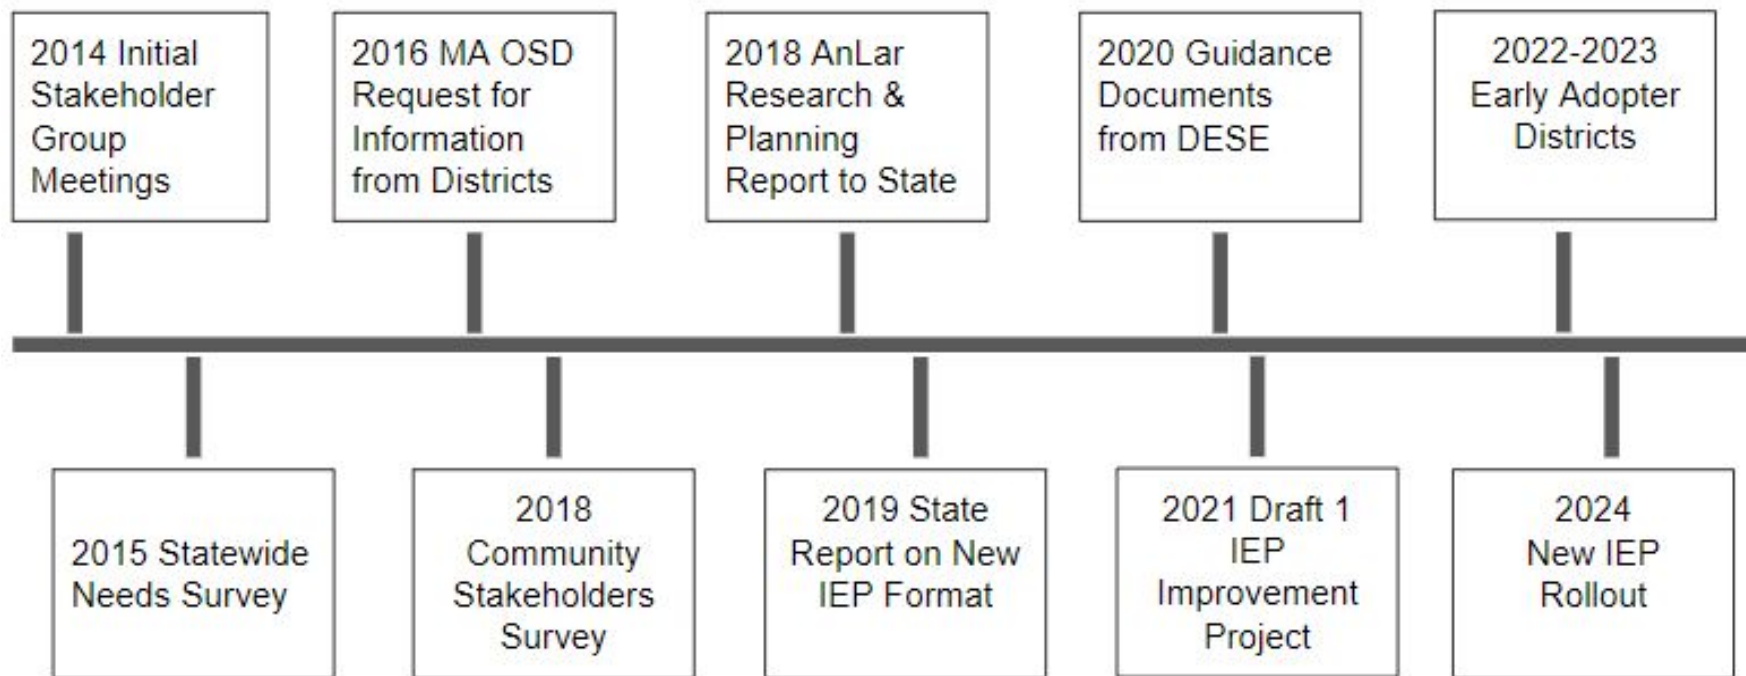 2014 Initial
Stakeholder
Group
Meetings
2016 MA OSD
Request for
Information
from Districts
2018 AnLar
Research &
Planning
Report to State
2020 Guidance
Documents
from DESE
2022-2023
Early Adopter
Districts
2015 Statewide
Needs Survey
2018
Community
Stakeholders
Survey
2019 State
Report on New
IEP Format
2021 Draft 1
IEP
Improvement
Project
2024
New IEP
Rollout